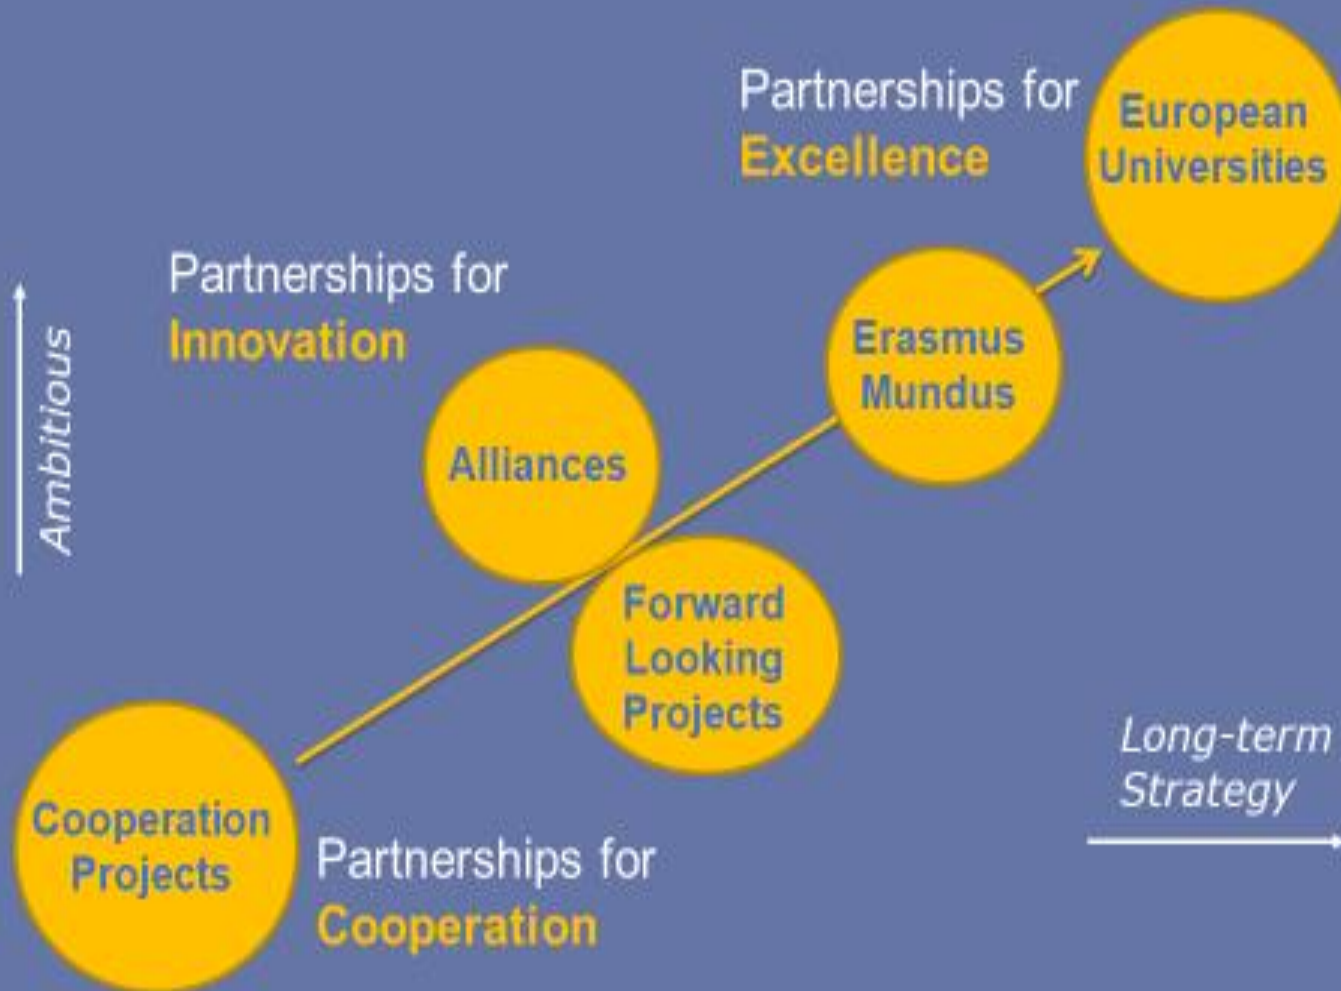 Partnerships for
Excellence
European
Universities
Partnerships for
Innovation
Erasmus
Mundus
Ambitious
Alliances
Forward
Looking
Projects
Long-term
Strategy
Cooperation
Projects
Partnerships for
Cooperation